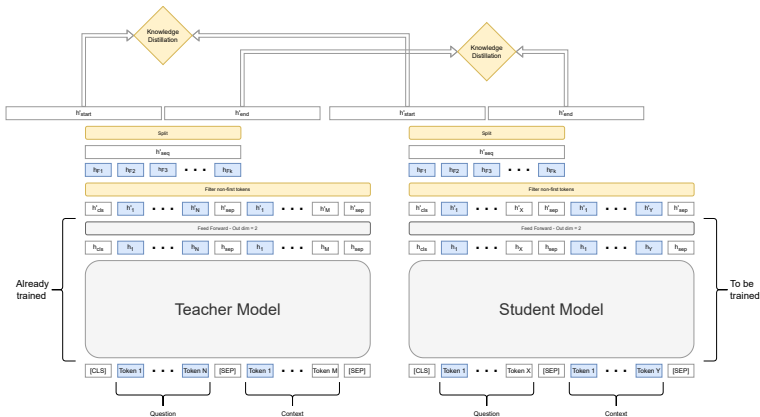 Knowledge
Distillation
Knowledge
Distillation
h'start
h'end
h'start
h'end
Split
Split
h'seq
h'seq
hF1 hF2 hF3 ... hFk
hF1 hF2 hF3 ... hFk
Filter non-first tokens
Filter non-first tokens
h'cls h'1 ... h'N h'sep h'1 ... h'M h'sep
h'cls h'1 ... h'X h'sep h'1 ... h'Y h'sep
Feed Forward - Out dim = 2
Feed Forward - Out dim = 2
hcls h1 ... hN hsep h1 ... hM hsep
hcls h1 ... hX hsep h1 ... hY hsep
Already
trained
Teacher Model
Student Model
To be
trained
[CLS] Token 1 ... Token N [SEP] Token 1 ... Token M [SEP]
[CLS] Token 1 ... Token X [SEP] Token 1 ... Token Y [SEP]
Question
Context
Question
Context